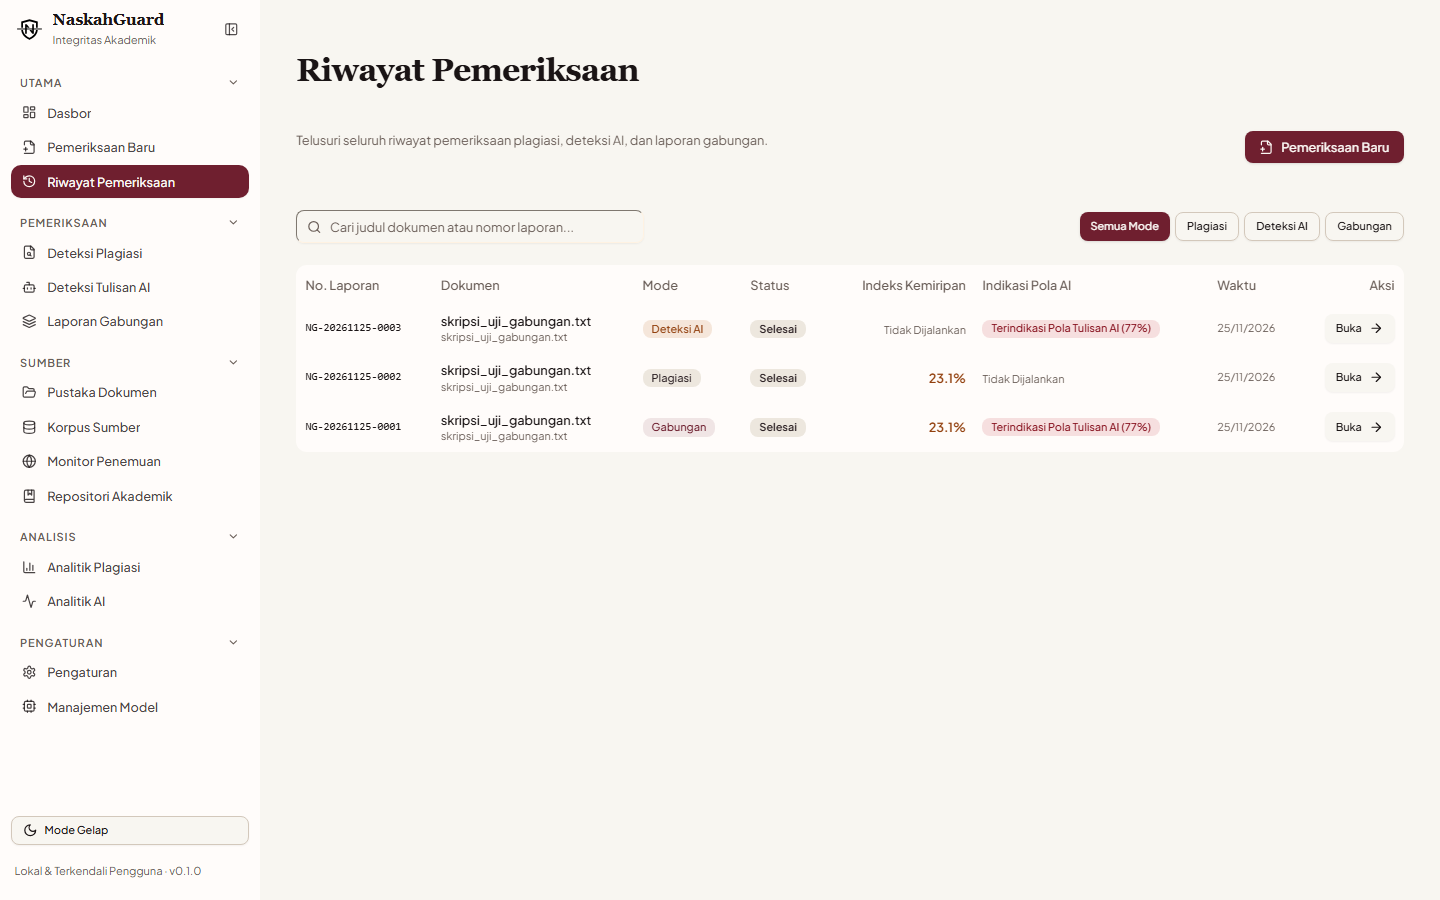 NaskahGuard
Integritas Akademik
UTAMA
Dasbor
Pemeriksaan Baru
Riwayat Pemeriksaan
PEMERIKSAAN
Deteksi Plagiasi
Deteksi Tulisan AI
Laporan Gabungan
SUMBER
Pustaka Dokumen
Korpus Sumber
Monitor Penemuan
Repositori Akademik
ANALISIS
Analitik Plagiasi
Analitik AI
PENGATURAN
Pengaturan
Manajemen Model
Mode Gelap
Lokal & Terkendali Pengguna · v0.1.0
Riwayat Pemeriksaan
Telusuri seluruh riwayat pemeriksaan plagiasi, deteksi AI, dan laporan gabungan.
Pemeriksaan Baru
Cari judul dokumen atau nomor laporan...
Semua Mode Plagiasi Deteksi AI Gabungan
No. Laporan Dokumen Mode Status Indeks Kemiripan Indikasi Pola AI Waktu Aksi
NG-20261125-0003 skripsi_uji_gabungan.txt Deteksi AI Selesai Tidak Dijalankan Terindikasi Pola Tulisan AI (77%) 25/11/2026 Buka
skripsi_uji_gabungan.txt
NG-20261125-0002 skripsi_uji_gabungan.txt Plagiasi Selesai 23.1% Tidak Dijalankan 25/11/2026 Buka
skripsi_uji_gabungan.txt
NG-20261125-0001 skripsi_uji_gabungan.txt Gabungan Selesai 23.1% Terindikasi Pola Tulisan AI (77%) 25/11/2026 Buka
skripsi_uji_gabungan.txt